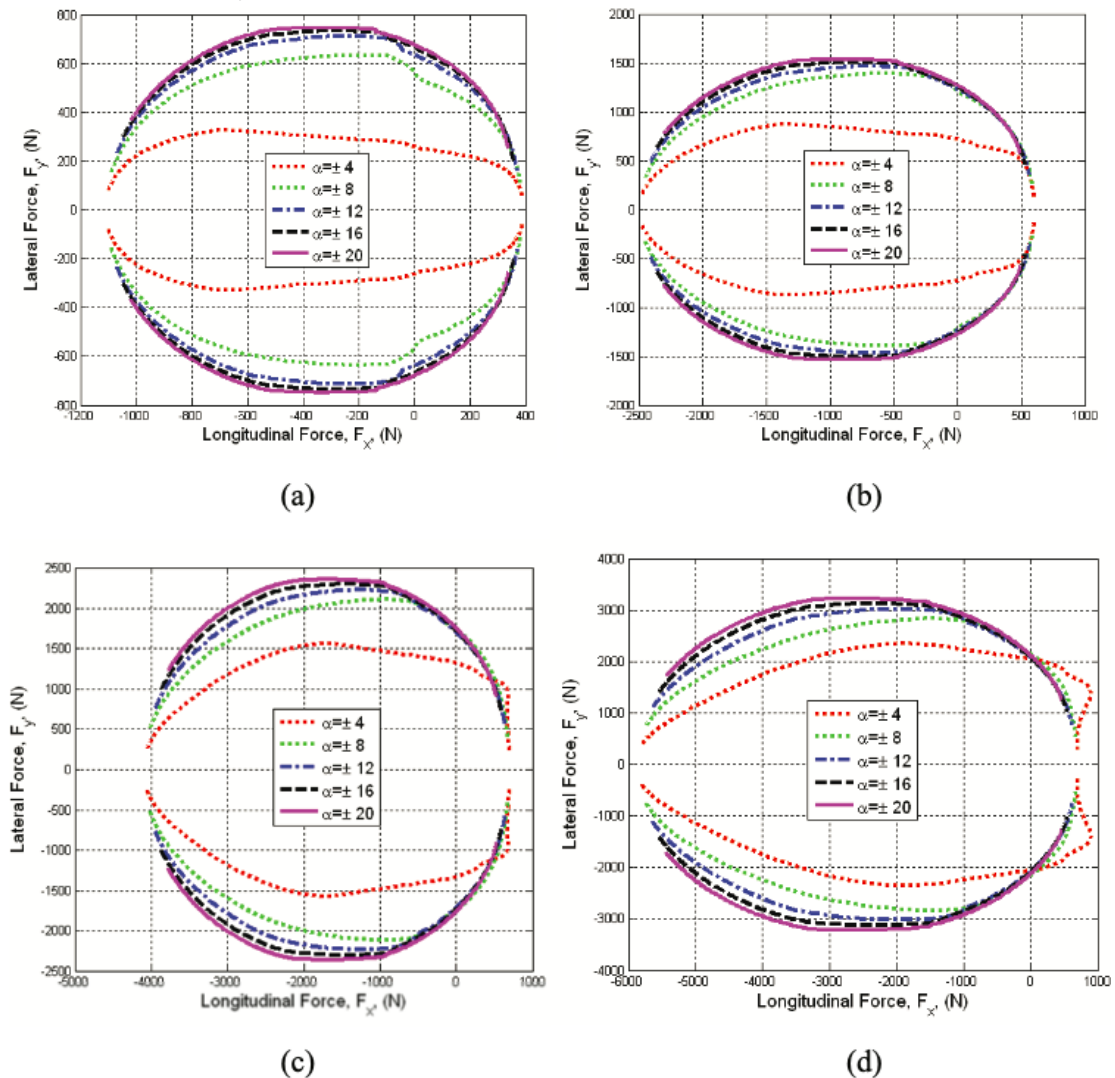 800
600
400
200
0
-200
-400
-600
-800
-1200 -1000 -800 -600 -400 -200 0 200 400
Lateral Force, Fy, (N)
Longitudinal Force, Fx, (N)
α=± 4
α=± 8
α=± 12
α=± 16
α=± 20
(a)
2000
1500
1000
500
0
-500
-1000
-1500
-2000
-2500 -2000 -1500 -1000 -500 0 500 1000
Lateral Force, Fy, (N)
Longitudinal Force, Fx, (N)
α=± 4
α=± 8
α=± 12
α=± 16
α=± 20
(b)
2500
2000
1500
1000
500
0
-500
-1000
-1500
-2000
-2500
-5000 -4000 -3000 -2000 -1000 0 1000
Lateral Force, Fy, (N)
Longitudinal Force, Fx, (N)
α=± 4
α=± 8
α=± 12
α=± 16
α=± 20
(c)
4000
3000
2000
1000
0
-1000
-2000
-3000
-4000
-6000 -5000 -4000 -3000 -2000 -1000 0 1000
Lateral Force, Fy, (N)
Longitudinal Force, Fx, (N)
α=± 4
α=± 8
α=± 12
α=± 16
α=± 20
(d)